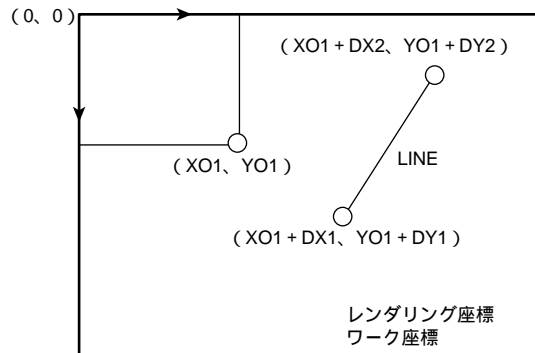 (0、0)
(XO1+DX2、YO1+DY2)
(XO1、YO1)
LINE
(XO1+DX1、YO1+DY1)
レンダリング座標
ワーク座標